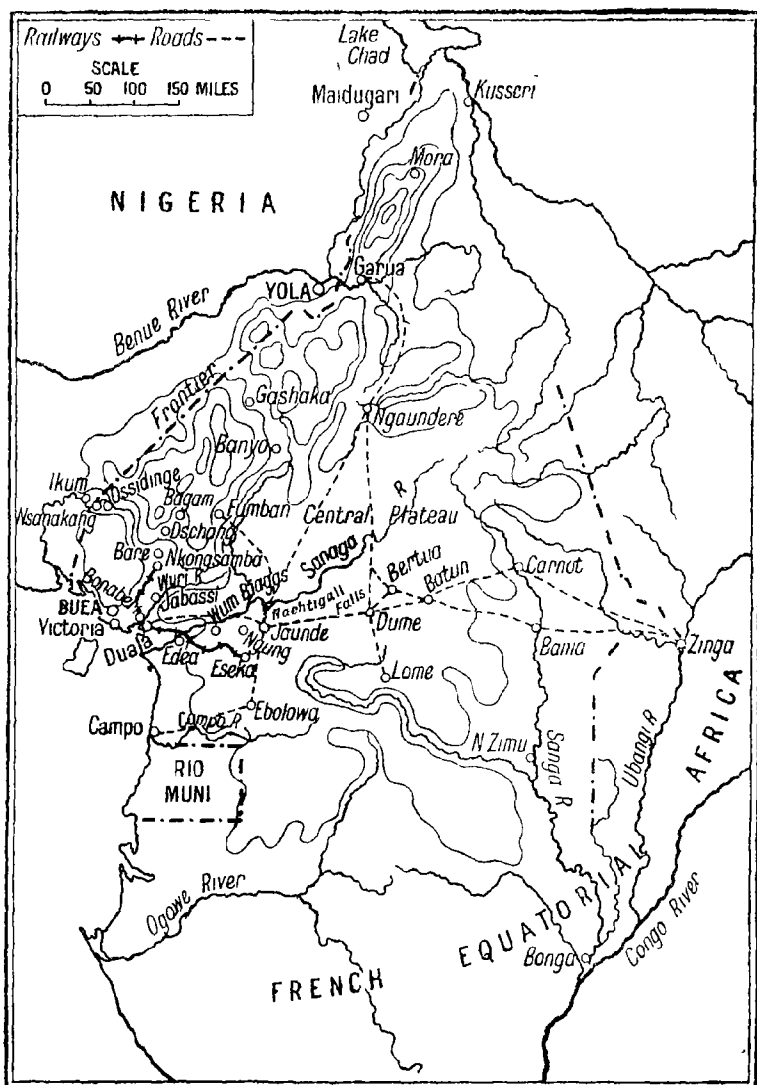 Railways Roads
SCALE
0 50 100 150 MILES
Lake
Chad
Maidugari
Kusseri
Mora
NIGERIA
Garua
YOLA
Benue River
Frontier
Gashaka
Ngaundere
Banyo
Ikum
Ossidinge
Nsanakang
Bagam
Fumban
Central Plateau
Dschang
Sanaga R
Bare
Nkongsamba
Wuri R
Bertua
Carnot
Bonaberi
Jabassi
Wum Biagas
Nachtigall
Falls
Batun
BUEA
Victoria
Jaunde
Dume
Duala
Edea
Ngung
Bania
Zinga
Eseka
Lome
Ebolowa
Campo
Campo R
N Zimu
RIO
MUNI
Sanga R
Ubangi R
AFRICA
Ogowe River
EQUATORIAL
Congo River
Bonga
FRENCH